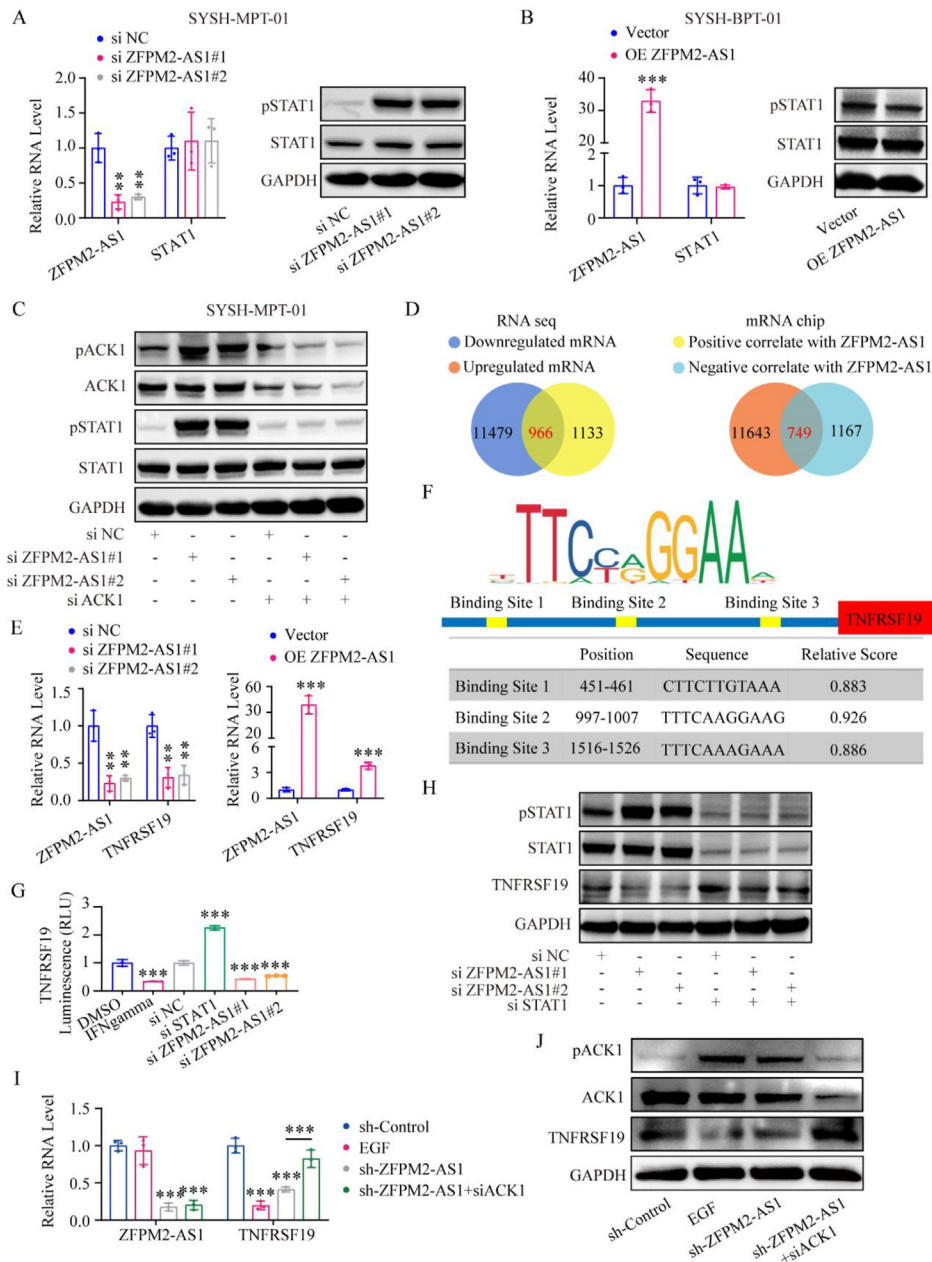 A
SYSH-MPT-01
si NC
si ZFPM2-AS1#1
si ZFPM2-AS1#2
Relative RNA Level
2.0
1.5
1.0
0.5
0.0
**
**
ZFPM2-AS1
STAT1
pSTAT1
STAT1
GAPDH
si NC
si ZFPM2-AS1#1
si ZFPM2-AS1#2
B
SYSH-BPT-01
Vector
OE ZFPM2-AS1
Relative RNA Level
40
30
20
2
1
0
***
ZFPM2-AS1
STAT1
pSTAT1
STAT1
GAPDH
Vector
OE ZFPM2-AS1
C
SYSH-MPT-01
pACK1
ACK1
pSTAT1
STAT1
GAPDH
si NC + - - + - -
si ZFPM2-AS1#1 - + - - + -
si ZFPM2-AS1#2 - - + - - +
si ACK1 - - - + + +
D
RNA seq
mRNA chip
Downregulated mRNA
Positive correlate with ZFPM2-AS1
Upregulated mRNA
Negative correlate with ZFPM2-AS1
11479 966 1133
11643 749 1167
E
si NC
si ZFPM2-AS1#1
si ZFPM2-AS1#2
Relative RNA Level
1.5
1.0
0.5
0.0
**
**
**
**
ZFPM2-AS1
TNFRSF19
Vector
OE ZFPM2-AS1
Relative RNA Level
60
45
30
6
3
0
***
***
ZFPM2-AS1
TNFRSF19
F
Binding Site 1 Binding Site 2 Binding Site 3
TNFRSF19
Position Sequence Relative Score
Binding Site 1 451-461 CTTCTTGTAAA 0.883
Binding Site 2 997-1007 TTTCAAGGAAG 0.926
Binding Site 3 1516-1526 TTTCAAAGAAA 0.886
G
TNFRSF19
Luminescence (RLU)
3
2
1
0
***
***
***
***
DMSO
IFNgamma
si NC
si STAT1
si ZFPM2-AS1#1
si ZFPM2-AS1#2
H
pSTAT1
STAT1
TNFRSF19
GAPDH
si NC + - - + - -
si ZFPM2-AS1#1 - + - - + -
si ZFPM2-AS1#2 - - + - - +
si STAT1 - - - + + +
I
Relative RNA Level
1.5
1.0
0.5
0.0
***
***
***
***
***
ZFPM2-AS1
TNFRSF19
sh-Control
EGF
sh-ZFPM2-AS1
sh-ZFPM2-AS1+siACK1
J
pACK1
ACK1
TNFRSF19
GAPDH
sh-Control
EGF
sh-ZFPM2-AS1
sh-ZFPM2-AS1
+siACK1